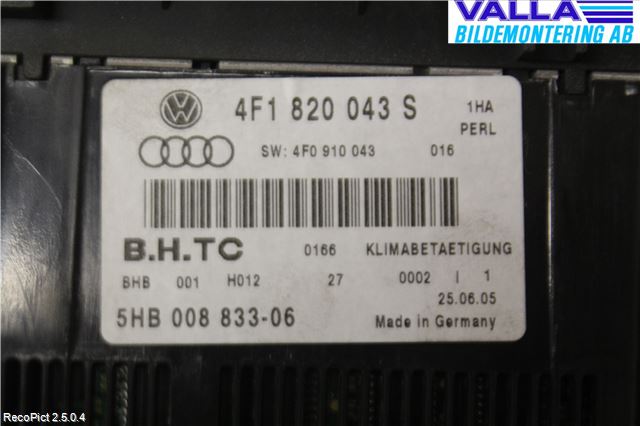 VALLA
BILDEMONTERING AB
4F1 820 043 S
1HA
PERL
SW: 4F0 910 043 016
B.H.TC 0166 KLIMABETAETIGUNG
BHB 001 H012 27 0002 I 1
25.06.05
5HB 008 833-06 Made in Germany
RecoPict 2.5.0.4